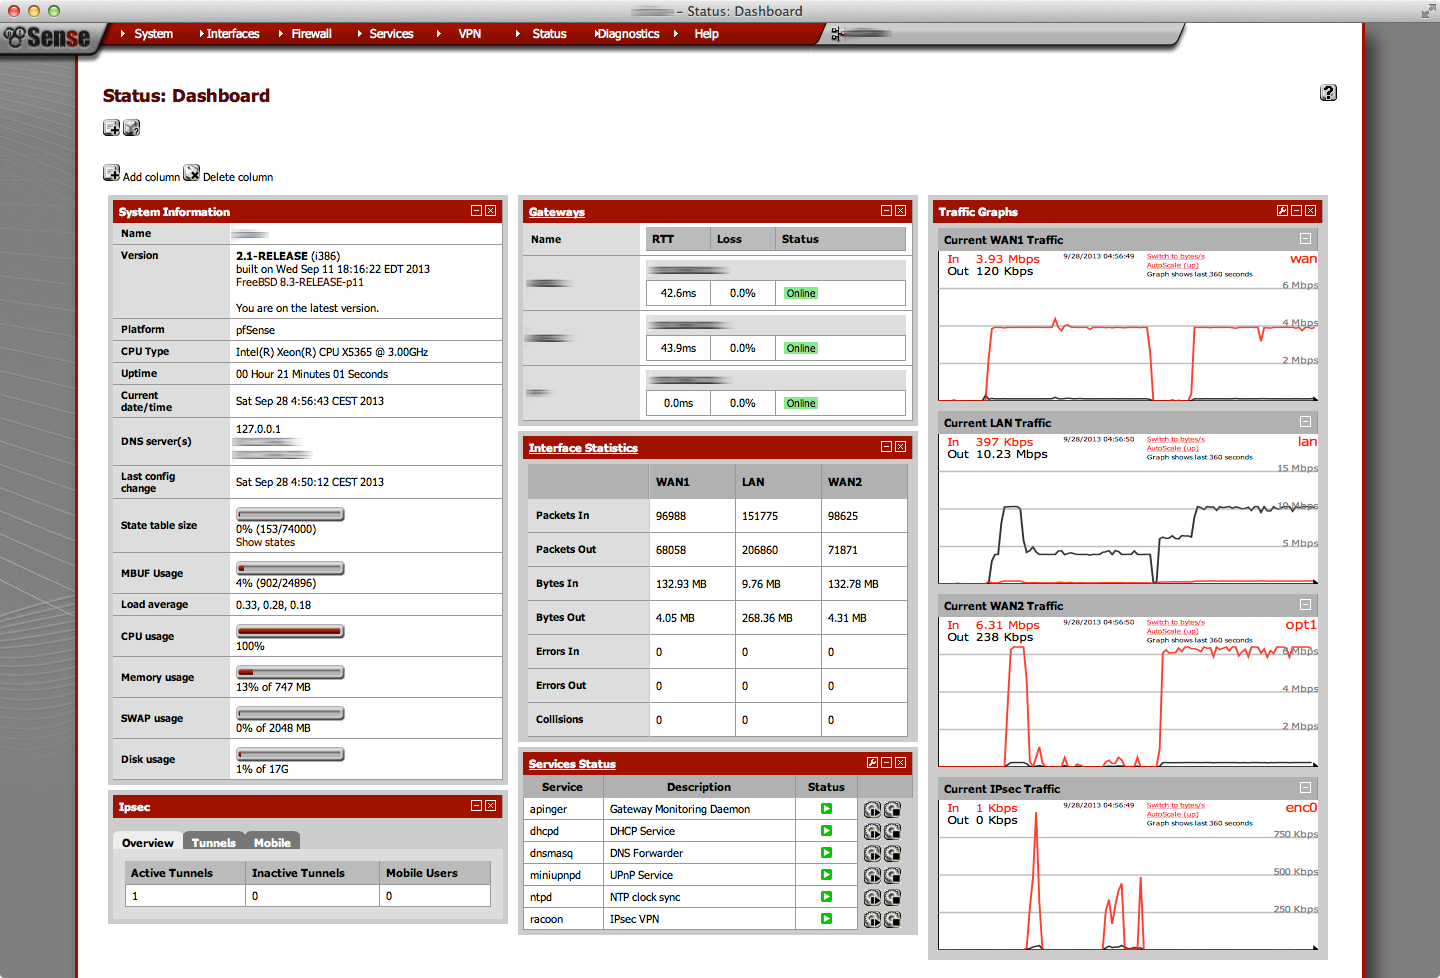 – Status: Dashboard
Sense
System Interfaces Firewall Services VPN Status Diagnostics Help
Status: Dashboard
Add column Delete column
System Information
Name
Version 2.1-RELEASE (i386)
built on Wed Sep 11 18:16:22 EDT 2013
FreeBSD 8.3-RELEASE-p11
You are on the latest version.
Platform pfSense
CPU Type Intel(R) Xeon(R) CPU X5365 @ 3.00GHz
Uptime 00 Hour 21 Minutes 01 Seconds
Current date/time Sat Sep 28 4:56:43 CEST 2013
DNS server(s) 127.0.0.1
Last config change Sat Sep 28 4:50:12 CEST 2013
State table size 0% (153/74000)
Show states
MBUF Usage 4% (902/24896)
Load average 0.33, 0.28, 0.18
CPU usage 100%
Memory usage 13% of 747 MB
SWAP usage 0% of 2048 MB
Disk usage 1% of 17G
Ipsec
Overview Tunnels Mobile
Active Tunnels Inactive Tunnels Mobile Users
1 0 0
Gateways
Name RTT Loss Status
42.6ms 0.0% Online
43.9ms 0.0% Online
0.0ms 0.0% Online
Interface Statistics
WAN1 LAN WAN2
Packets In 96988 151775 98625
Packets Out 68058 206860 71871
Bytes In 132.93 MB 9.76 MB 132.78 MB
Bytes Out 4.05 MB 268.36 MB 4.31 MB
Errors In 0 0 0
Errors Out 0 0 0
Collisions 0 0 0
Services Status
Service Description Status
apinger Gateway Monitoring Daemon
dhcpd DHCP Service
dnsmasq DNS Forwarder
miniupnpd UPnP Service
ntpd NTP clock sync
racoon IPsec VPN
Traffic Graphs
Current WAN1 Traffic
In 3.93 Mbps 9/28/2013 04:56:49 Switch to bytes/s wan
Out 120 Kbps AutoScale (up)
Graph shows last 360 seconds
6 Mbps
4 Mbps
2 Mbps
Current LAN Traffic
In 397 Kbps 9/28/2013 04:56:50 Switch to bytes/s lan
Out 10.23 Mbps AutoScale (up)
Graph shows last 360 seconds
15 Mbps
10 Mbps
5 Mbps
Current WAN2 Traffic
In 6.31 Mbps 9/28/2013 04:56:50 Switch to bytes/s opt1
Out 238 Kbps AutoScale (up)
Graph shows last 360 seconds
6 Mbps
4 Mbps
2 Mbps
Current IPsec Traffic
In 1 Kbps 9/28/2013 04:56:49 Switch to bytes/s enc0
Out 0 Kbps AutoScale (up)
Graph shows last 360 seconds
750 Kbps
500 Kbps
250 Kbps